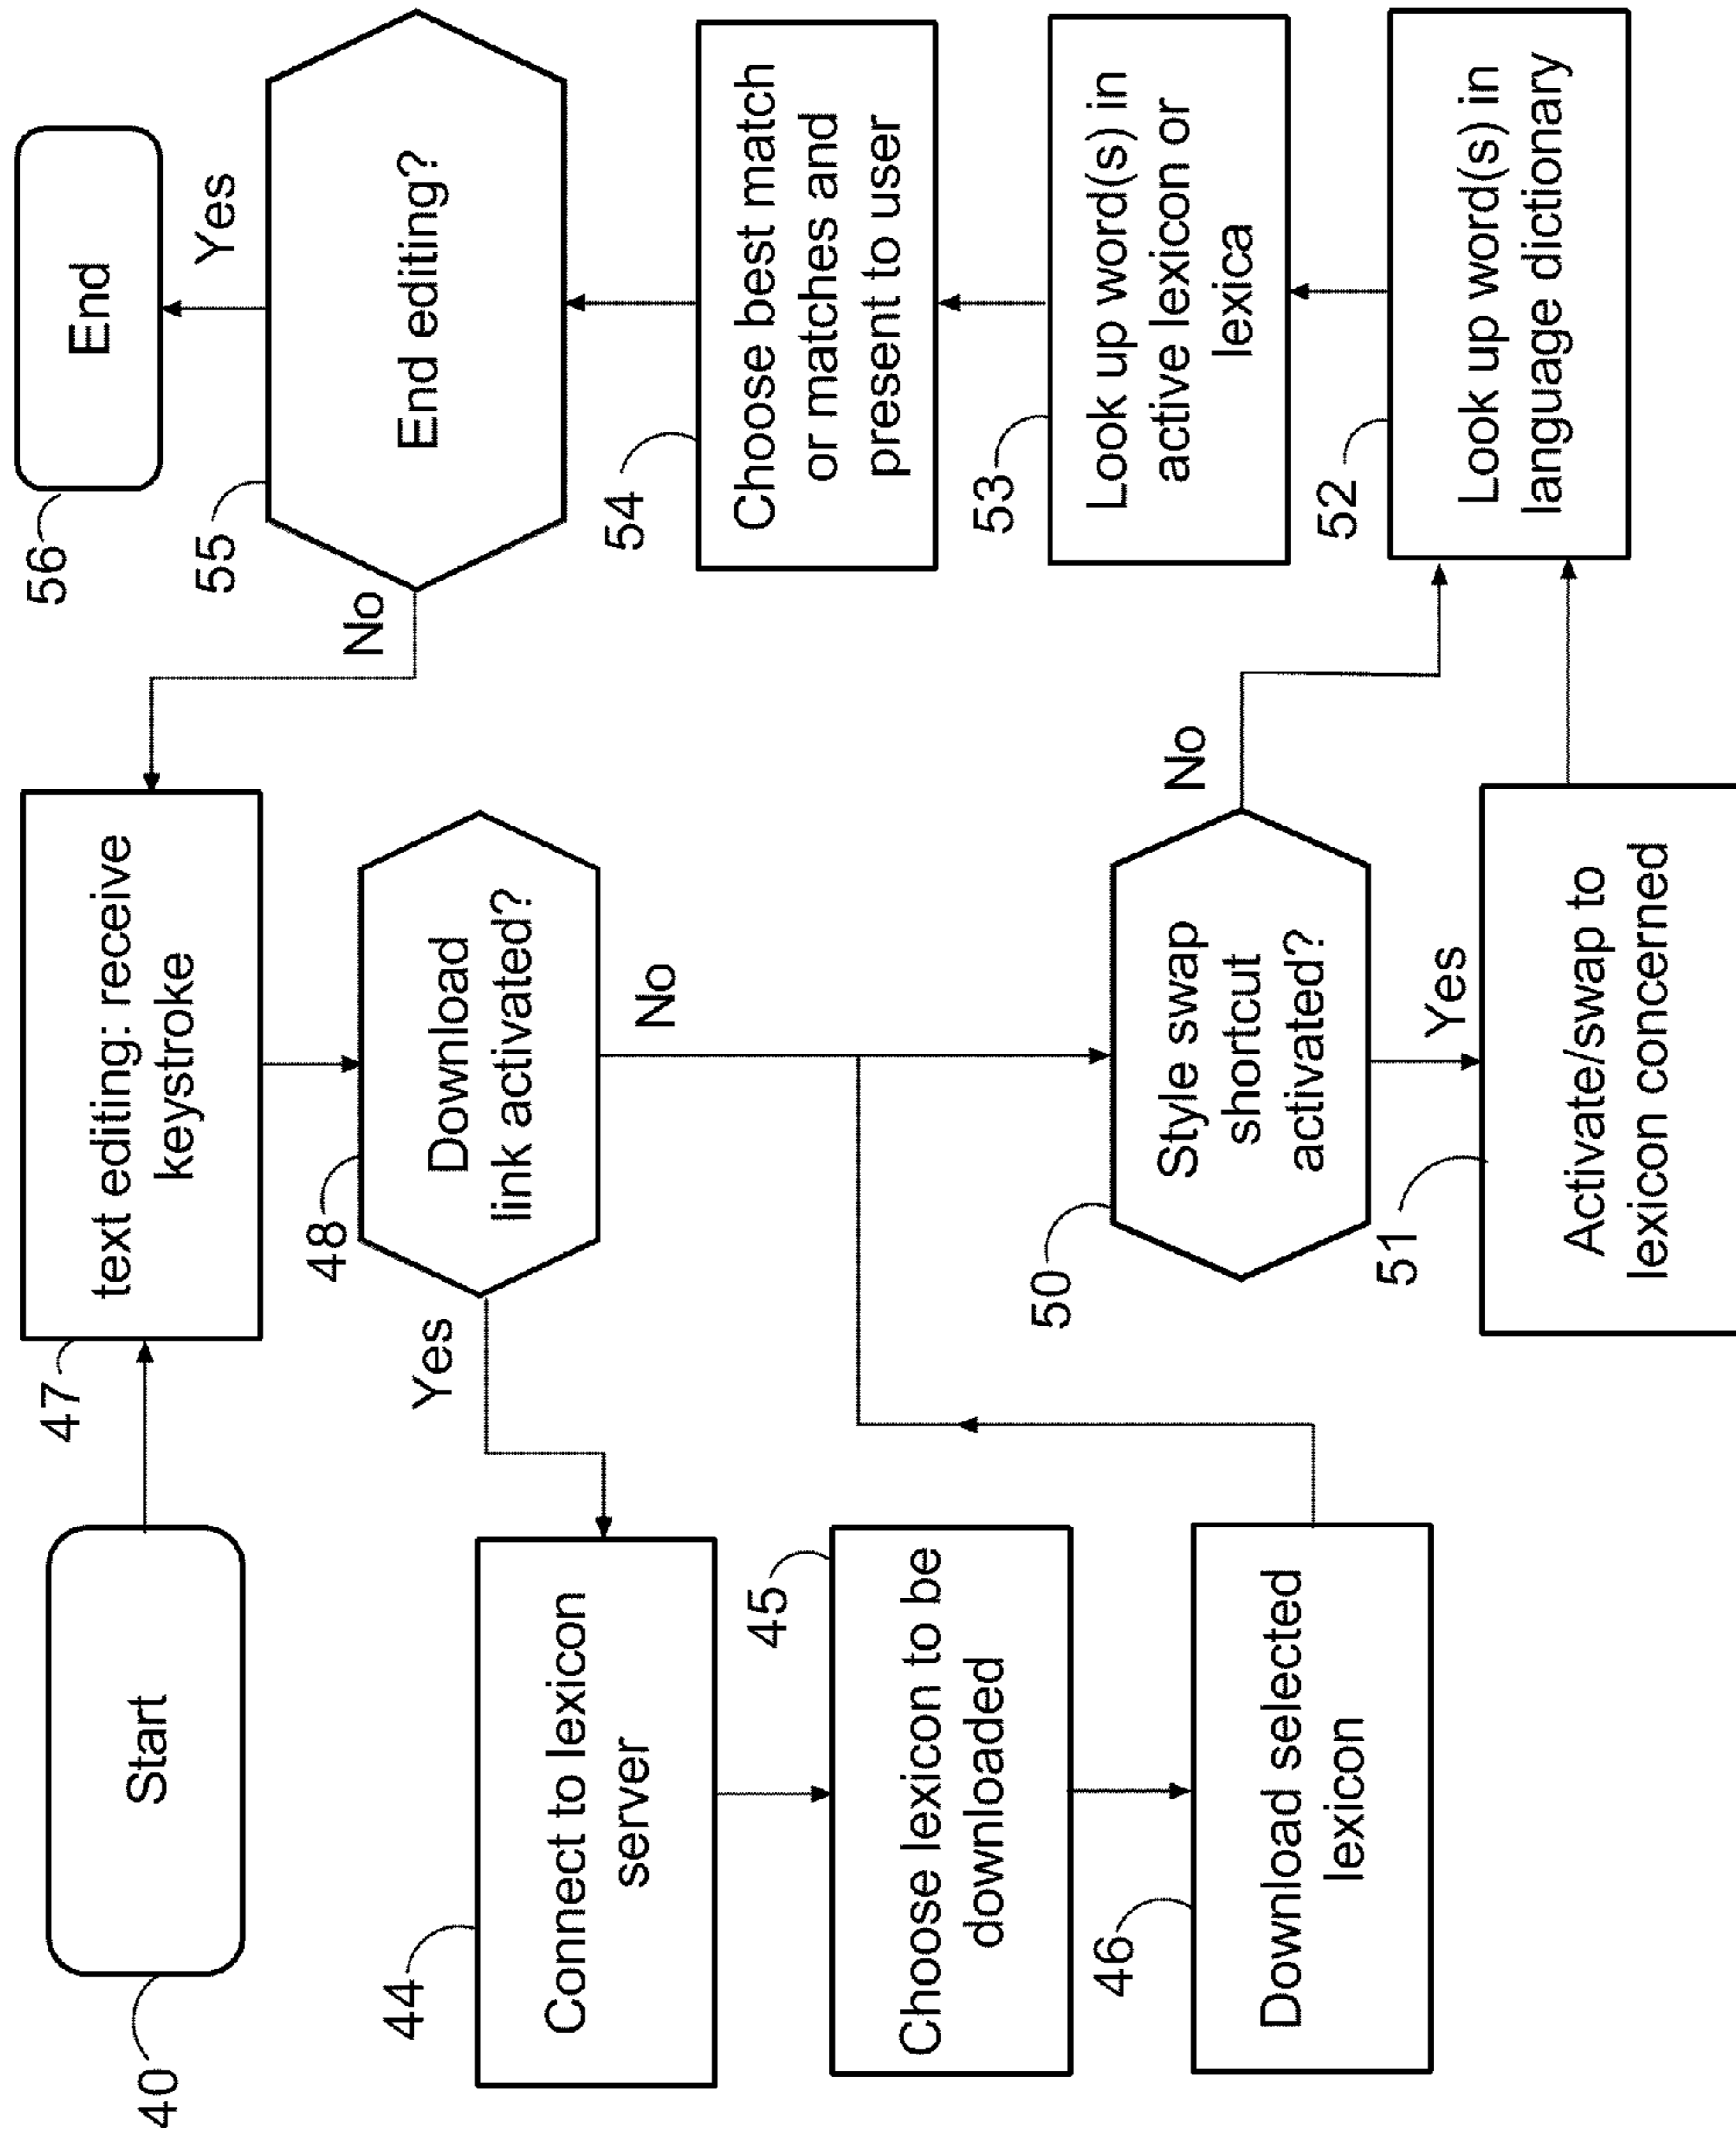 40
Start
47
text editing: receive
keystroke
48
Download
link activated?
Yes
No
44
Connect to lexicon
server
45
Choose lexicon to be
downloaded
46
Download selected
lexicon
50
Style swap
shortcut
activated?
No
Yes
51
Activate/swap to
lexicon concerned
52
Look up word(s) in
language dictionary
53
Look up word(s) in
active lexicon or
lexica
54
Choose best match
or matches and
present to user
55
End editing?
No
Yes
56
End